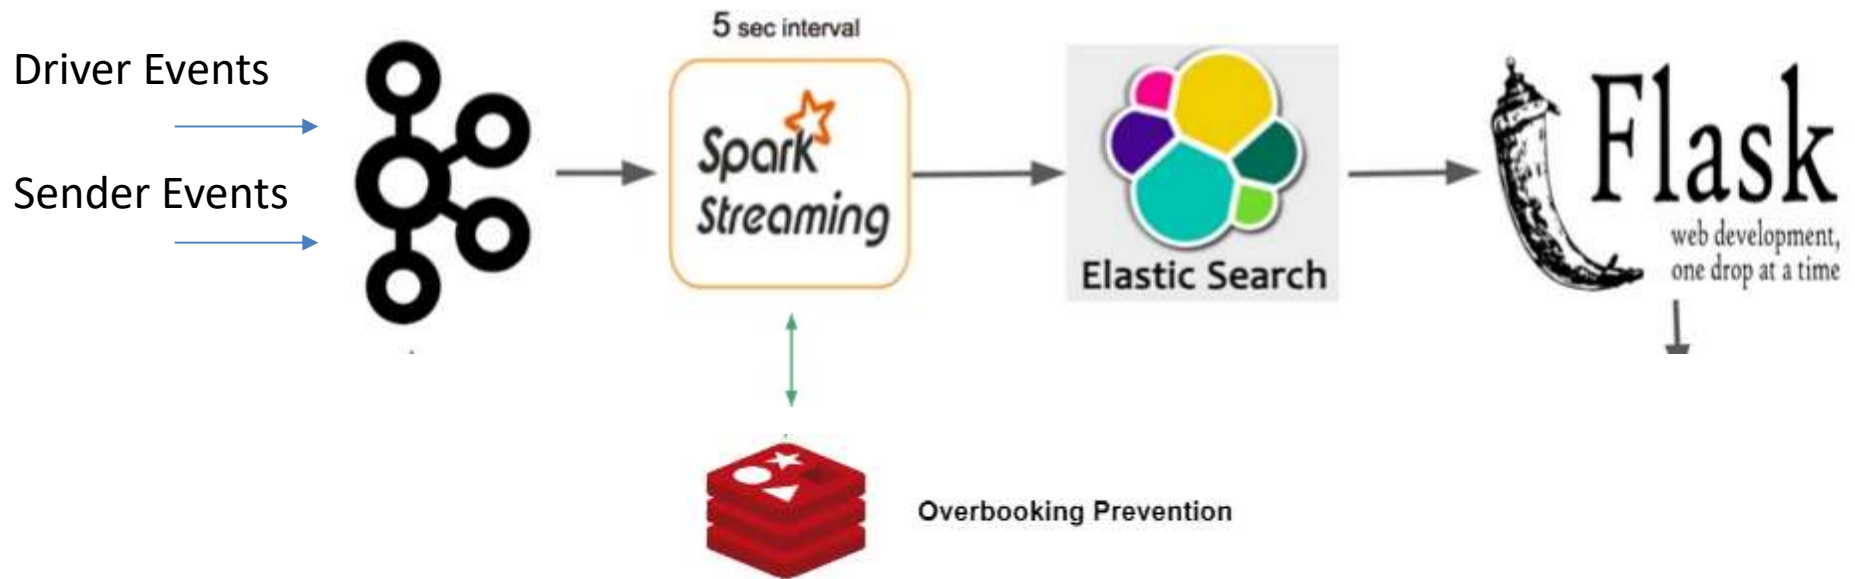 5 sec interval
Driver Events
Sender Events
Spark
Streaming
Elastic Search
Flask
web development,
one drop at a time
Overbooking Prevention